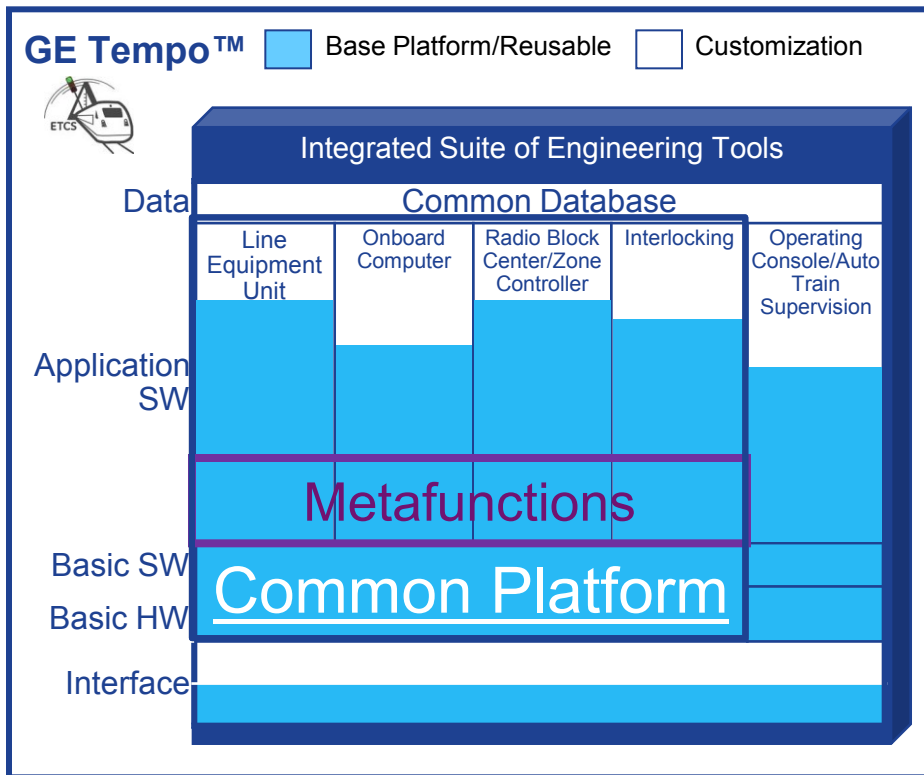 GE Tempo™
Base Platform/Reusable
Customization
ETCS
Integrated Suite of Engineering Tools
Data
Common Database
Line
Equipment
Unit
Onboard
Computer
Radio Block
Center/Zone
Controller
Interlocking
Operating
Console/Auto
Train
Supervision
Application
SW
Metafunctions
Basic SW
Common Platform
Basic HW
Interface